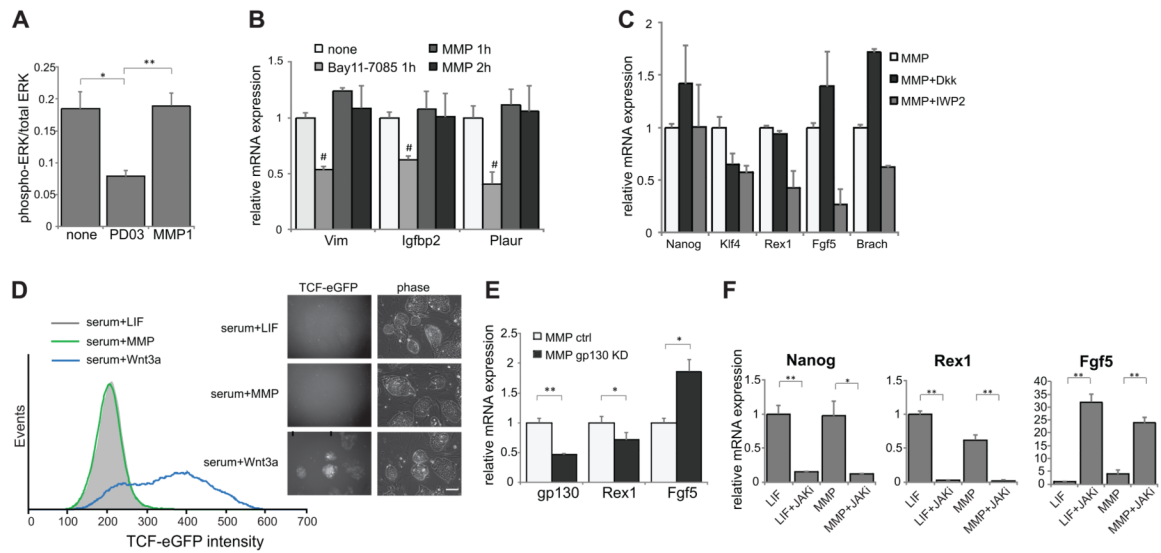 A
phospho-ERK/total ERK
0.25
0.2
0.15
0.1
0.05
0
*
**
none PD03 MMP1
B
relative mRNA expression
1.5
1
0.5
0
none
Bay11-7085 1h
MMP 1h
MMP 2h
#
#
#
Vim Igfbp2 Plaur
C
relative mRNA expression
2
1.5
1
0.5
0
MMP
MMP+Dkk
MMP+IWP2
Nanog Klf4 Rex1 Fgf5 Brach
D
serum+LIF
serum+MMP
serum+Wnt3a
Events
0 100 200 300 400 500 600 700
TCF-eGFP intensity
TCF-eGFP phase
serum+LIF
serum+MMP
serum+Wnt3a
E
relative mRNA expression
2.5
2
1.5
1
0.5
0
MMP ctrl
MMP gp130 KD
**
*
*
gp130 Rex1 Fgf5
F
relative mRNA expression
Nanog
1.5
1
0.5
0
**
*
LIF LIF+JAKi MMP MMP+JAKi
Rex1
1.5
1
0.5
0
**
**
LIF LIF+JAKi MMP MMP+JAKi
Fgf5
40
35
30
25
20
15
10
5
0
**
**
LIF LIF+JAKi MMP MMP+JAKi